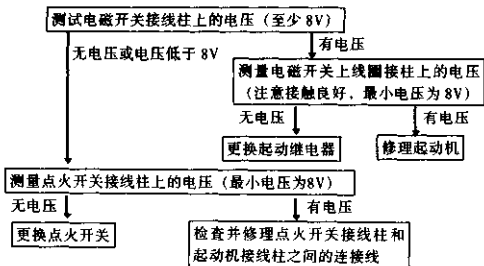 测试电磁开关接线柱上的电压（至少 8V）
无电压或电压低于 8V
有电压
测量电磁开关上线圈接柱上的电压
（注意接触良好，最小电压为 8V）
无电压
有电压
更换起动继电器
修理起动机
测量点火开关接线柱上的电压（最小电压为8V）
无电压
有电压
更换点火开关
检查并修理点火开关接线柱和
起动机接线柱之间的连接线